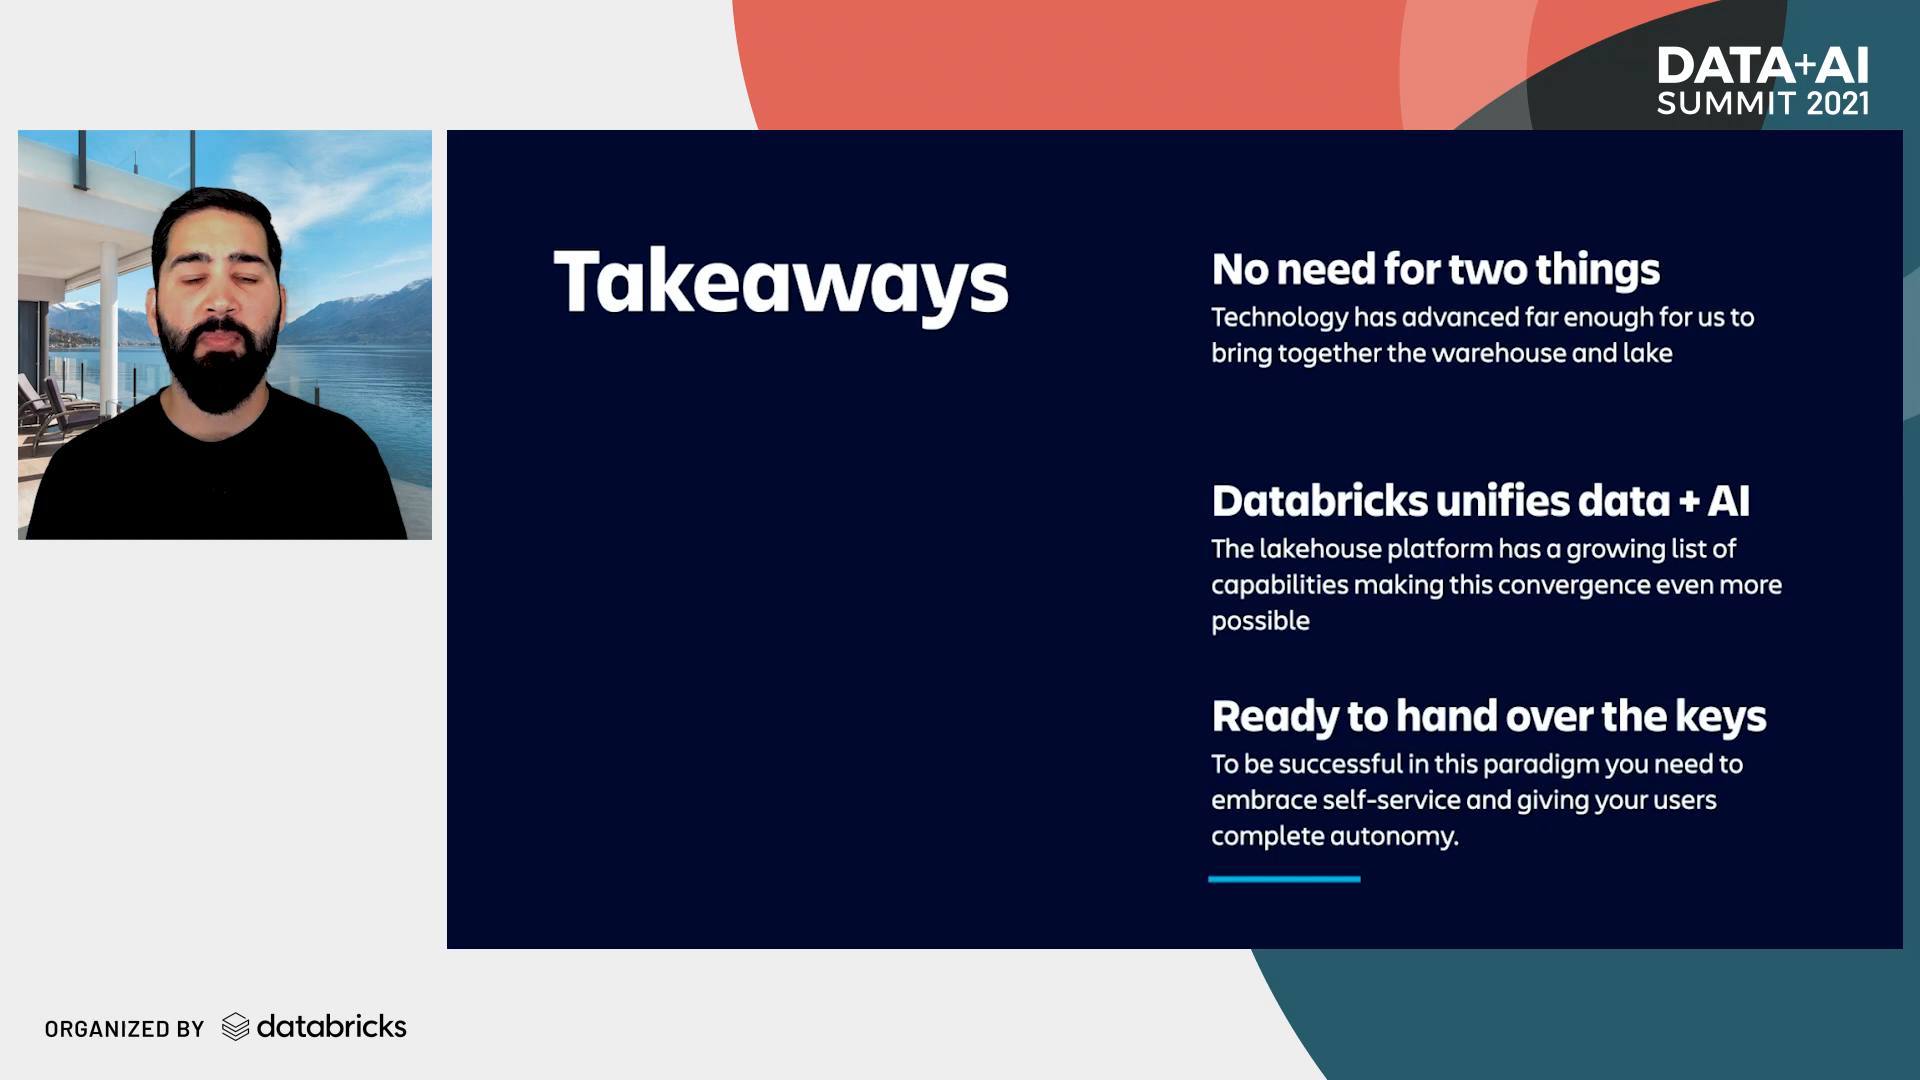 DATA+AI
SUMMIT 2021
Takeaways
No need for two things
Technology has advanced far enough for us to
bring together the warehouse and lake
Databricks unifies data + AI
The lakehouse platform has a growing list of
capabilities making this convergence even more
possible
Ready to hand over the keys
To be successful in this paradigm you need to
embrace self-service and giving your users
complete autonomy.
ORGANIZED BY databricks